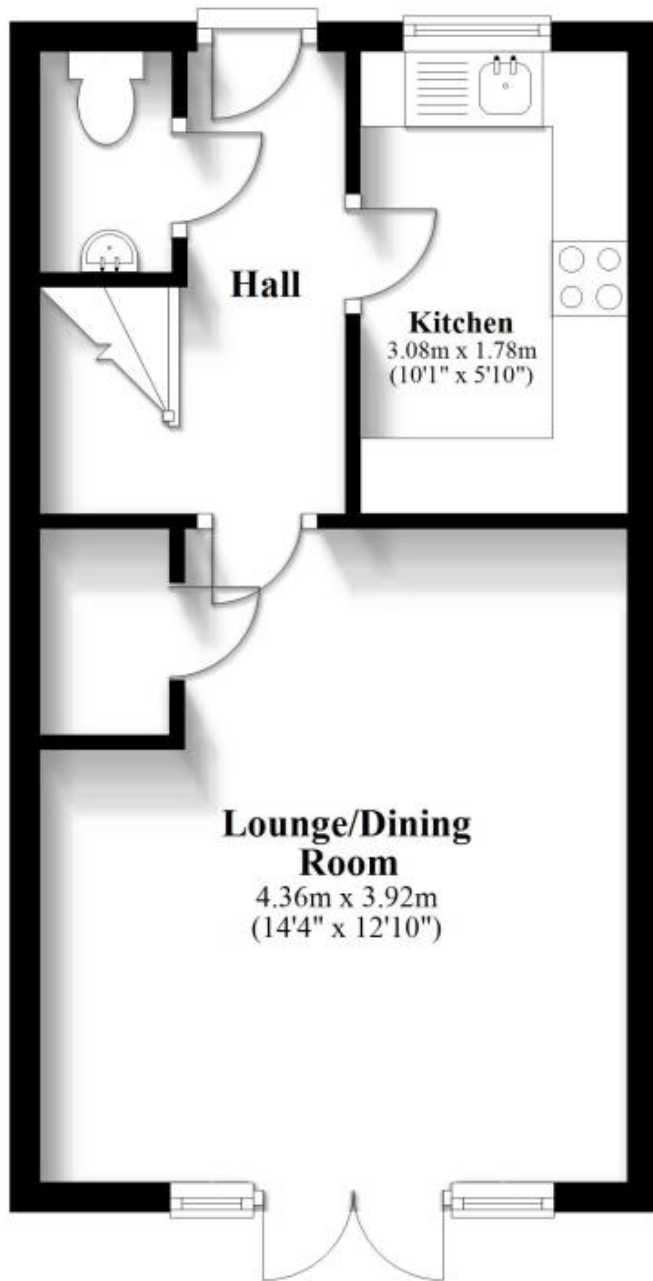 Hall
Kitchen
3.08m x 1.78m
(10'1" x 5'10")
Lounge/Dining
Room
4.36m x 3.92m
(14'4" x 12'10")